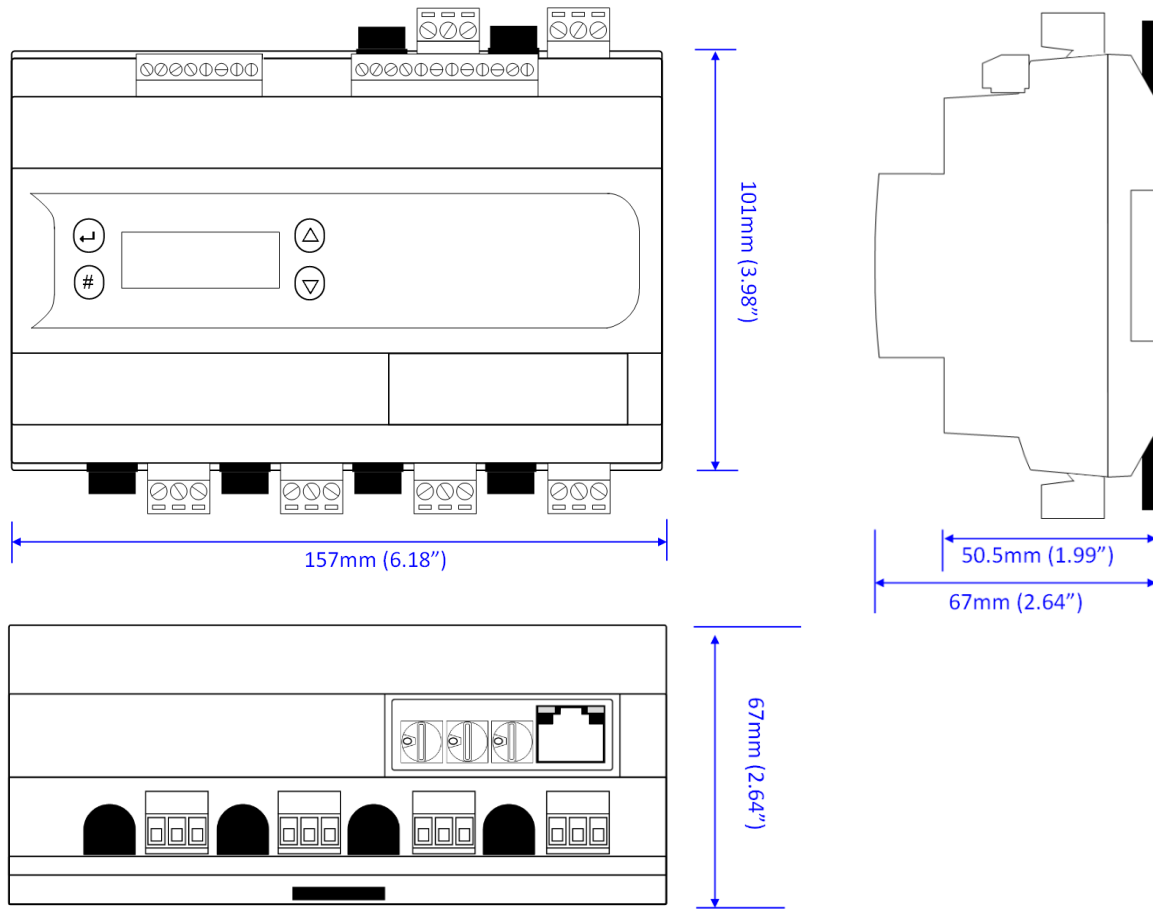 #
101mm (3.98”)
157mm (6.18”)
50.5mm (1.99”)
67mm (2.64”)
67mm (2.64”)